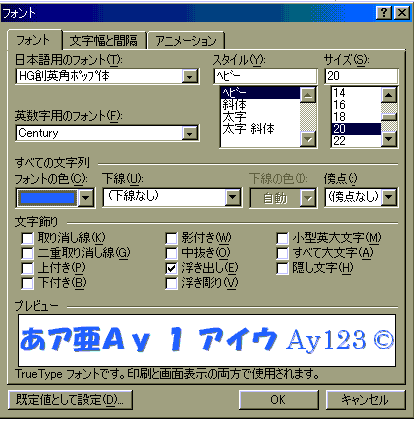 フォント
フォント 文字幅と間隔 アニメーション
日本語用のフォント(T): スタイル(Y): サイズ(S):
HG創英角ポップ体 ヘビー 20
ヘビー 14
斜体 16
太字 18
太字 斜体 20
22
英数字用のフォント(F):
Century
すべての文字列
フォントの色(C): 下線(U): 下線の色(I): 傍点(:)
(下線なし) 自動 (傍点なし)
文字飾り
取り消し線(K) 影付き(W) 小型英大文字(M)
二重取り消し線(G) 中抜き(O) すべて大文字(A)
上付き(P) 浮き出し(E) 隠し文字(H)
下付き(B) 浮き彫り(V)
プレビュー
あア亜Ay 1 アイウ Ay123 ©
TrueType フォントです。印刷と画面表示の両方で使用されます。
既定値として設定(D)... OK キャンセル